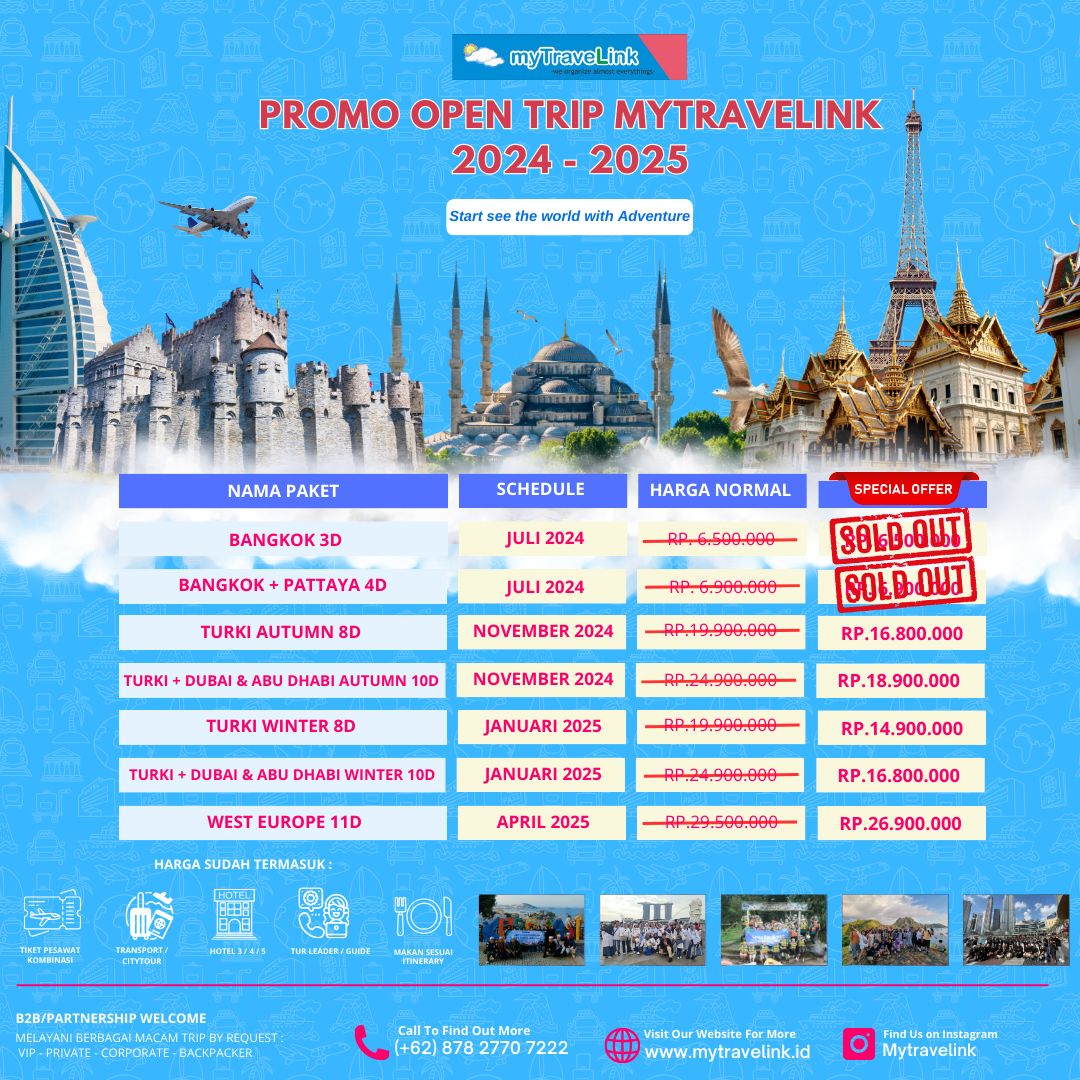 myTraveLink
-we organize almost everythings-
PROMO OPEN TRIP MYTRAVELINK
2024 - 2025
Start see the world with Adventure
NAMA PAKET SCHEDULE HARGA NORMAL SPECIAL OFFER
BANGKOK 3D JULI 2024 RP. 6.500.000 SOLD OUT
BANGKOK + PATTAYA 4D JULI 2024 RP. 6.900.000 SOLD OUT
TURKI AUTUMN 8D NOVEMBER 2024 RP.19.900.000 RP.16.800.000
TURKI + DUBAI & ABU DHABI AUTUMN 10D NOVEMBER 2024 RP.24.900.000 RP.18.900.000
TURKI WINTER 8D JANUARI 2025 RP.19.900.000 RP.14.900.000
TURKI + DUBAI & ABU DHABI WINTER 10D JANUARI 2025 RP.24.900.000 RP.16.800.000
WEST EUROPE 11D APRIL 2025 RP.29.500.000 RP.26.900.000
HARGA SUDAH TERMASUK :
HOTEL
TIKET PESAWAT
KOMBINASI
TRANSPORT /
CITYTOUR
HOTEL 3 / 4 / 5
TUR LEADER / GUIDE
MAKAN SESUAI
ITINERARY
B2B/PARTNERSHIP WELCOME
MELAYANI BERBAGAI MACAM TRIP BY REQUEST :
VIP - PRIVATE - CORPORATE - BACKPACKER
Call To Find Out More
(+62) 878 2770 7222
Visit Our Website For More
www.mytravelink.id
Find Us on Instagram
Mytravelink